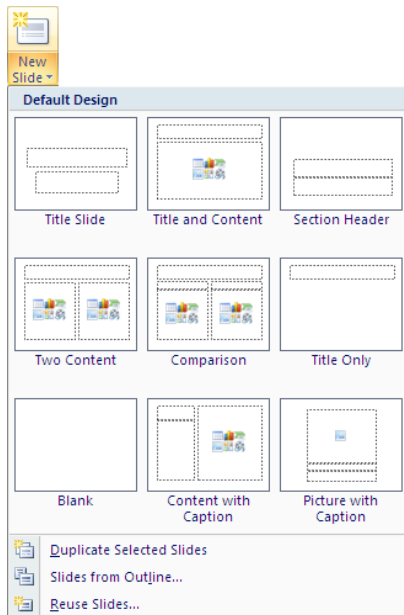 New
Slide
Default Design
Title Slide
Title and Content
Section Header
Two Content
Comparison
Title Only
Blank
Content with
Caption
Picture with
Caption
Duplicate Selected Slides
Slides from Outline...
Reuse Slides...